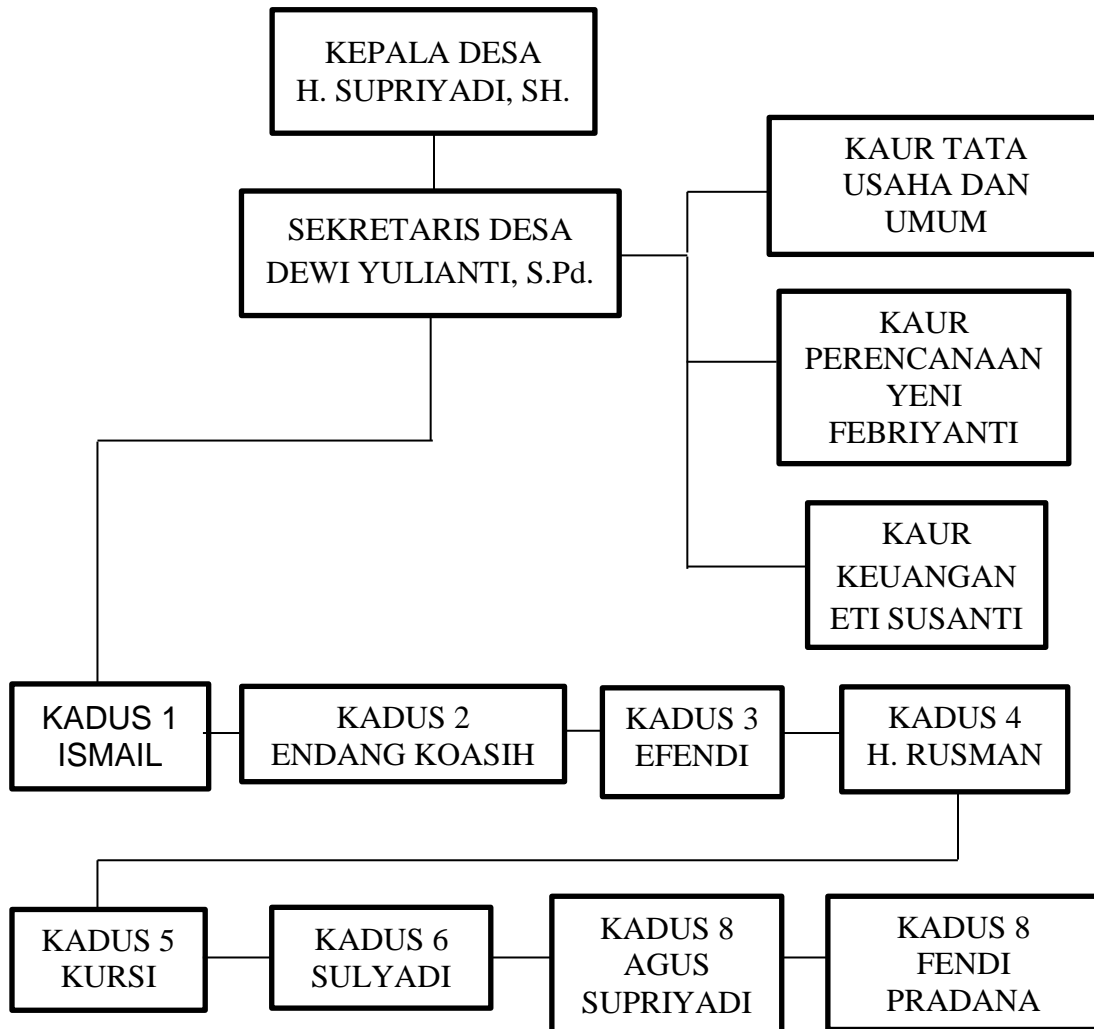 KEPALA DESA
H. SUPRIYADI, SH.
SEKRETARIS DESA
DEWI YULIANTI, S.Pd.
KAUR TATA
USAHA DAN
UMUM
KAUR
PERENCANAAN
YENI
FEBRIYANTI
KAUR
KEUANGAN
ETI SUSANTI
KADUS 1
ISMAIL
KADUS 2
ENDANG KOASIH
KADUS 3
EFENDI
KADUS 4
H. RUSMAN
KADUS 5
KURSI
KADUS 6
SULYADI
KADUS 8
AGUS
SUPRIYADI
KADUS 8
FENDI
PRADANA